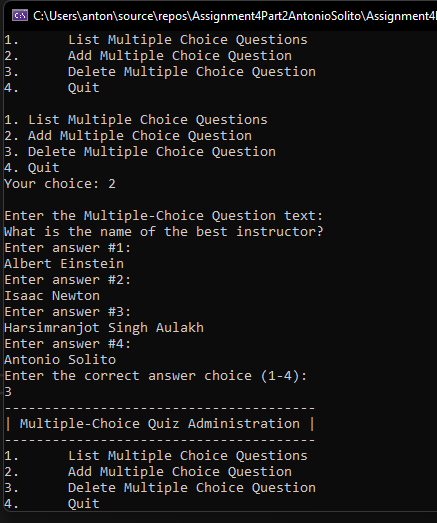 C:\Users\anton\source\repos\Assignment4Part2AntonioSolito\Assignment4
1. List Multiple Choice Questions
2. Add Multiple Choice Question
3. Delete Multiple Choice Question
4. Quit
1. List Multiple Choice Questions
2. Add Multiple Choice Question
3. Delete Multiple Choice Question
4. Quit
Your choice: 2
Enter the Multiple-Choice Question text:
What is the name of the best instructor?
Enter answer #1:
Albert Einstein
Enter answer #2:
Isaac Newton
Enter answer #3:
Harsimranjot Singh Aulakh
Enter answer #4:
Antonio Solito
Enter the correct answer choice (1-4):
3
---------------------------------------
| Multiple-Choice Quiz Administration |
---------------------------------------
1. List Multiple Choice Questions
2. Add Multiple Choice Question
3. Delete Multiple Choice Question
4. Quit